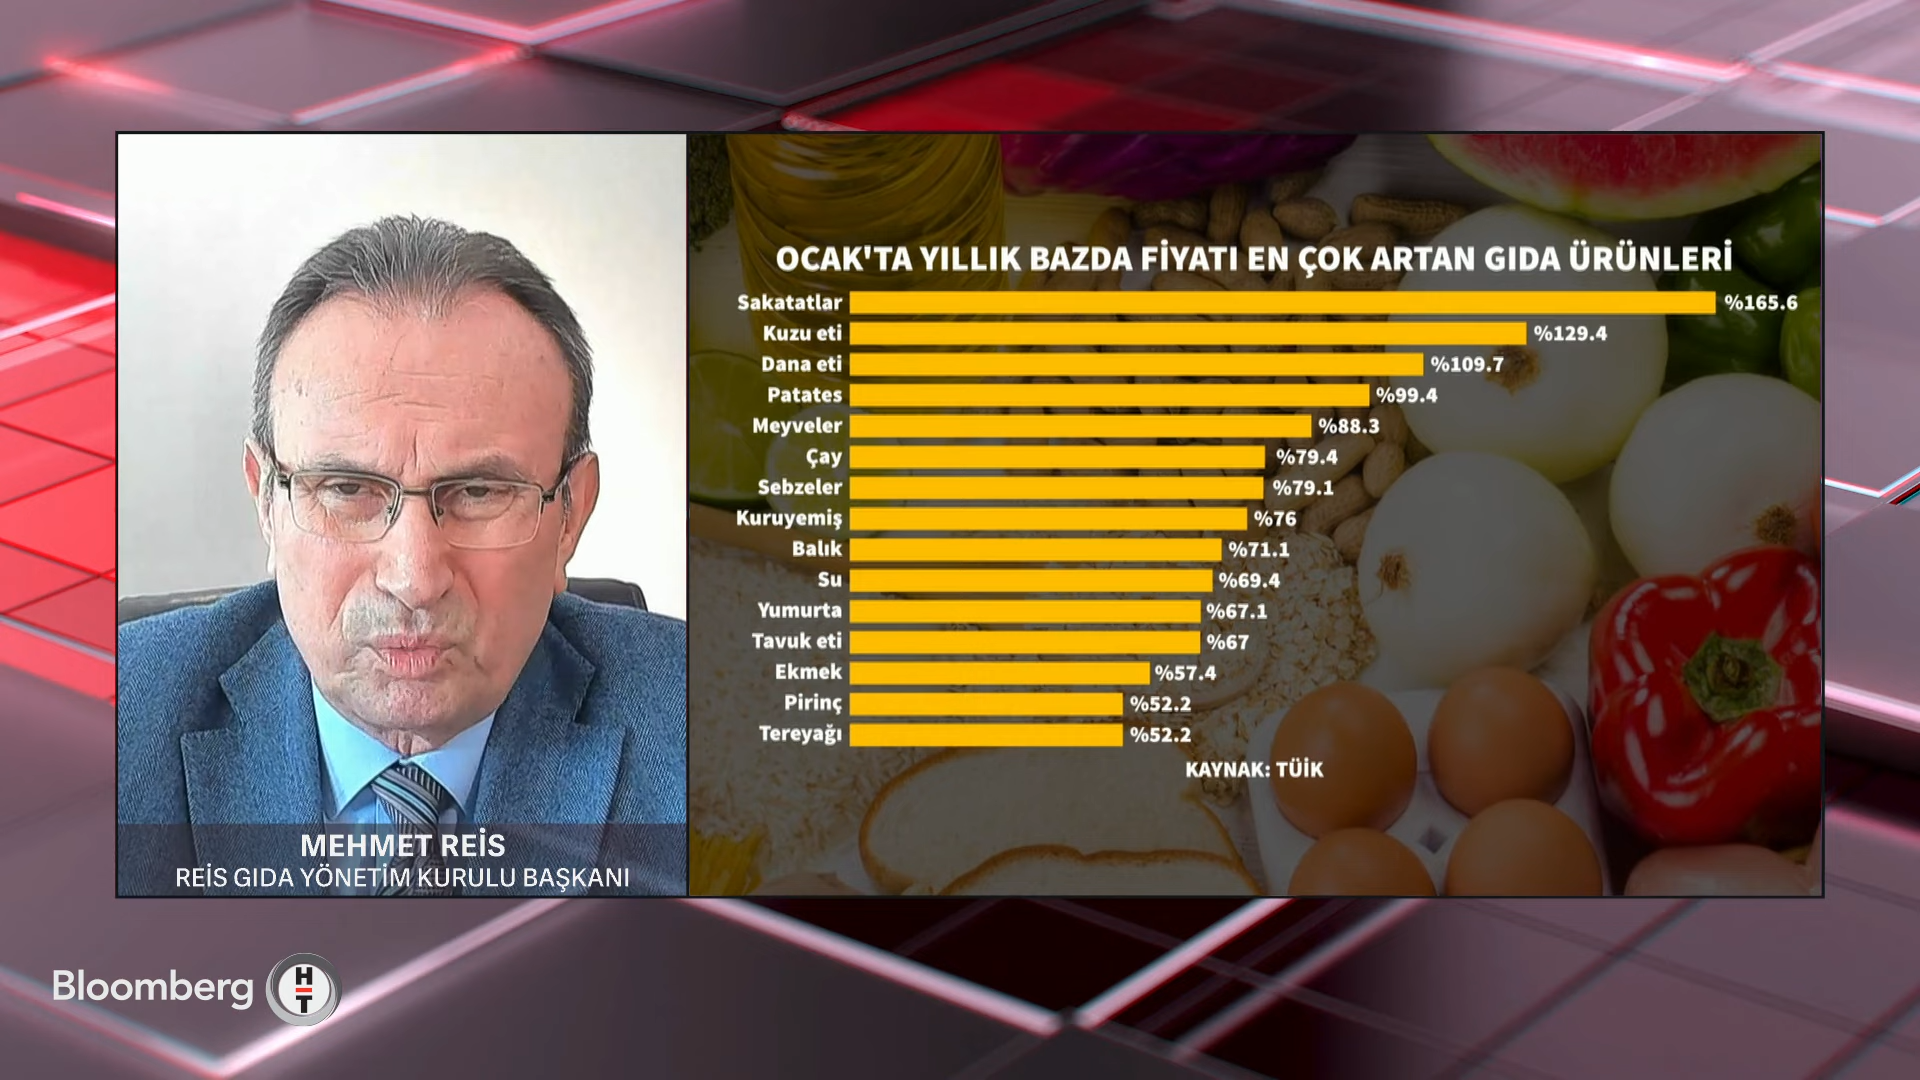 OCAK'TA YILLIK BAZDA FİYATI EN ÇOK ARTAN GIDA ÜRÜNLERİ
Sakatatlar %165.6
Kuzu eti %129.4
Dana eti %109.7
Patates %99.4
Meyveler %88.3
Çay %79.4
Sebzeler %79.1
Kuruyemiş %76
Balık %71.1
Su %69.4
Yumurta %67.1
Tavuk eti %67
Ekmek %57.4
Pirinç %52.2
Tereyağı %52.2
KAYNAK: TÜİK
MEHMET REİS
REİS GIDA YÖNETİM KURULU BAŞKANI
Bloomberg HT